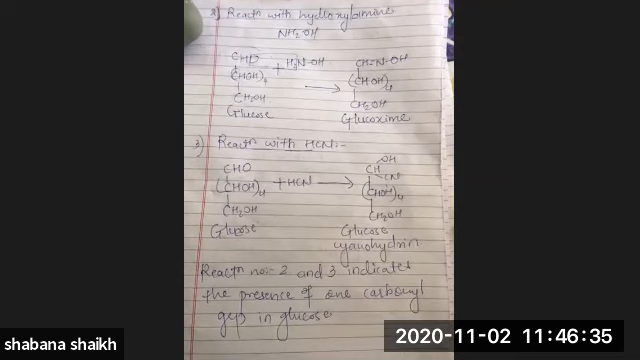 2) Reactn with hydroxylamine
NH2OH
CHO
(CHOH)4 + H2N-OH
CH2OH
Glucose
CH=N-OH
(CHOH)4
CH2OH
Glucoxime
3) Reactn with HCN:-
CHO
(CHOH)4 + HCN
CH2OH
Glucose
OH
CH
CN
(CHOH)4
CH2OH
Glucose
cyanohydrin
Reactn no:- 2 and 3 indicates
the presence of one carbonyl
grp in glucose
shabana shaikh
2020-11-02 11:46:35